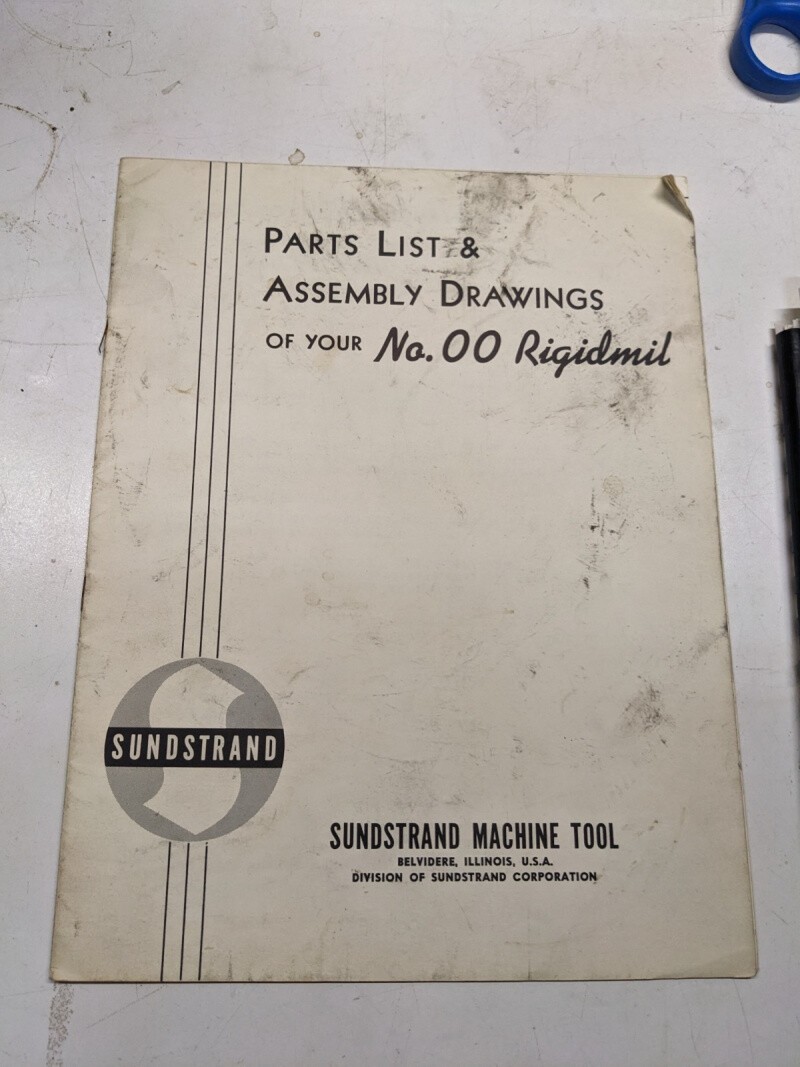 PARTS LIST &
ASSEMBLY DRAWINGS
OF YOUR No. 00 Rigidmil
SUNDSTRAND
SUNDSTRAND MACHINE TOOL
BELVIDERE, ILLINOIS, U.S.A.
DIVISION OF SUNDSTRAND CORPORATION